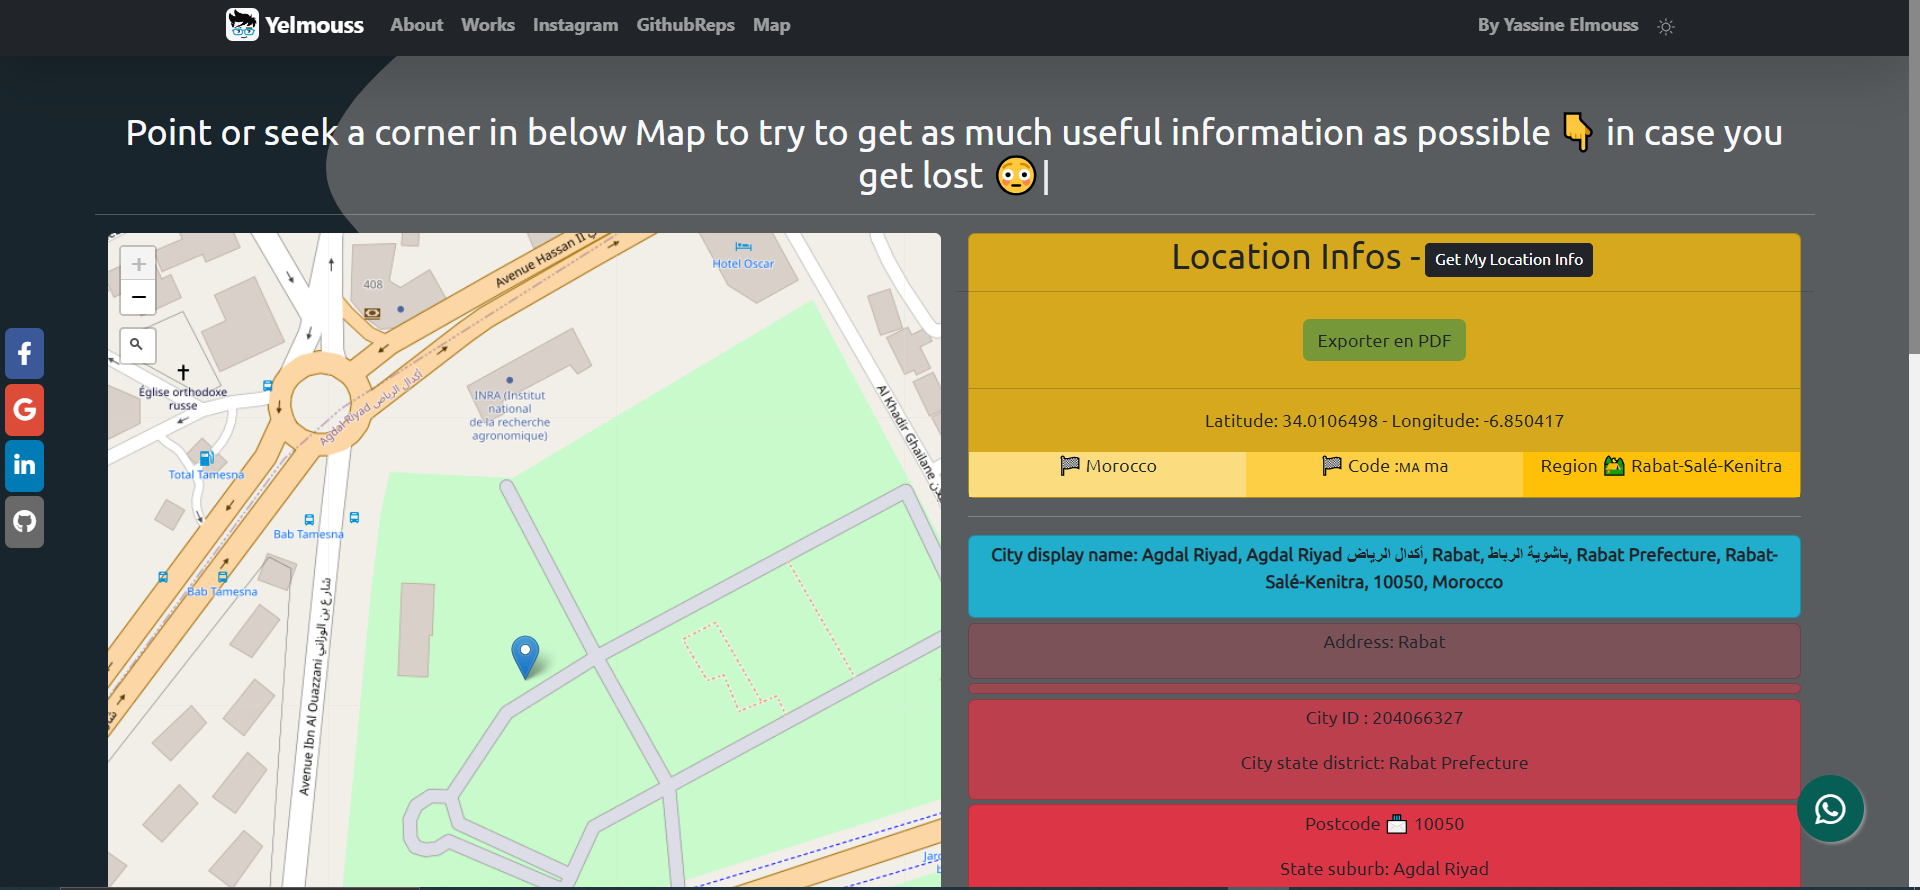 Yelmouss
About
Works
Instagram
GithubReps
Map
By Yassine Elmouss
Point or seek a corner in below Map to try to get as much useful information as possible 👇 in case you
get lost 😳|
+
−
408
Avenue Hassan II
Hotel Oscar
Église orthodoxe
russe
Agdal Riyad أكدال الرياض
INRA (Institut
national
de la recherche
agronomique)
Al Khadir Ghailane
Total Tamesna
Bab Tamesna
Bab Tamesna
Avenue Ibn Al Ouazzani شارع بن الوزاني
Location Infos -
Get My Location Info
Exporter en PDF
Latitude: 34.0106498 - Longitude: -6.850417
🏁 Morocco
🏁 Code :🇲🇦 ma
Region 🏕 Rabat-Salé-Kenitra
City display name: Agdal Riyad, Agdal Riyad أكدال الرياض, Rabat, باشوية الرباط, Rabat Prefecture, Rabat-
Salé-Kenitra, 10050, Morocco
Address: Rabat
City ID : 204066327
City state district: Rabat Prefecture
Postcode 📩 10050
State suburb: Agdal Riyad